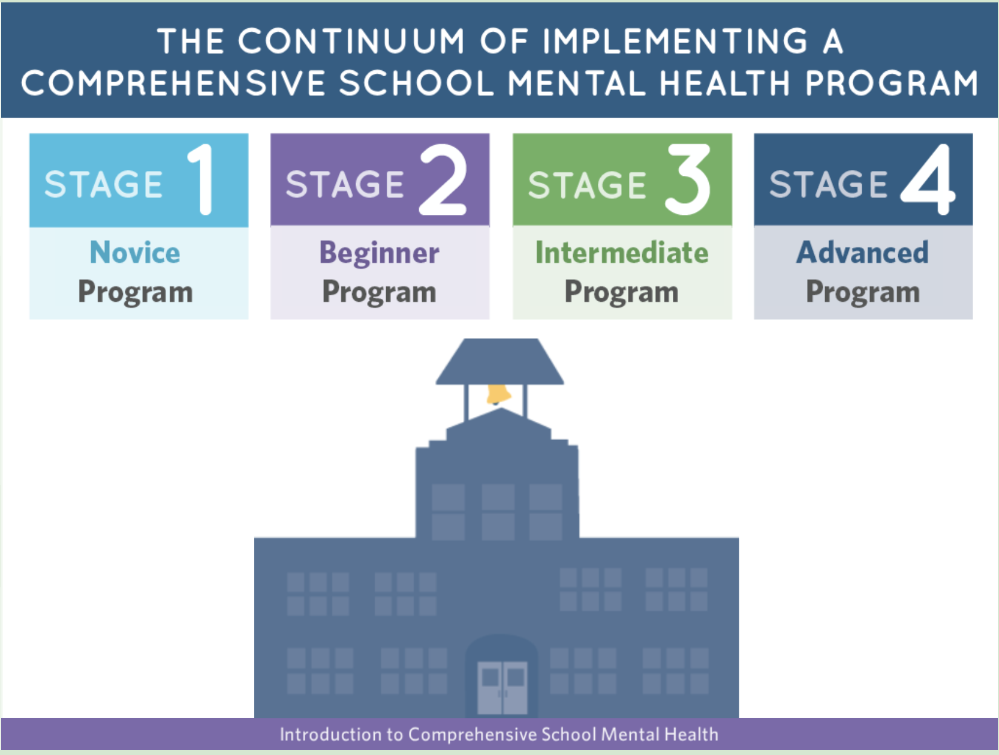 THE CONTINUUM OF IMPLEMENTING A
COMPREHENSIVE SCHOOL MENTAL HEALTH PROGRAM
STAGE 1
Novice
Program
STAGE 2
Beginner
Program
STAGE 3
Intermediate
Program
STAGE 4
Advanced
Program
Introduction to Comprehensive School Mental Health